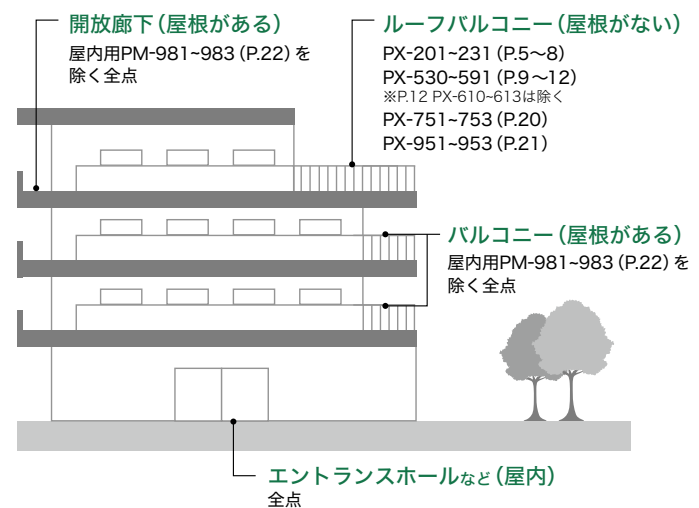 開放廊下（屋根がある）
屋内用PM-981~983（P.22）を
除く全点
ルーフバルコニー（屋根がない）
PX-201~231（P.5〜8）
PX-530~591（P.9〜12）
※P.12 PX-610~613は除く
PX-751~753（P.20）
PX-951~953（P.21）
バルコニー（屋根がある）
屋内用PM-981~983（P.22）を
除く全点
エントランスホールなど（屋内）
全点